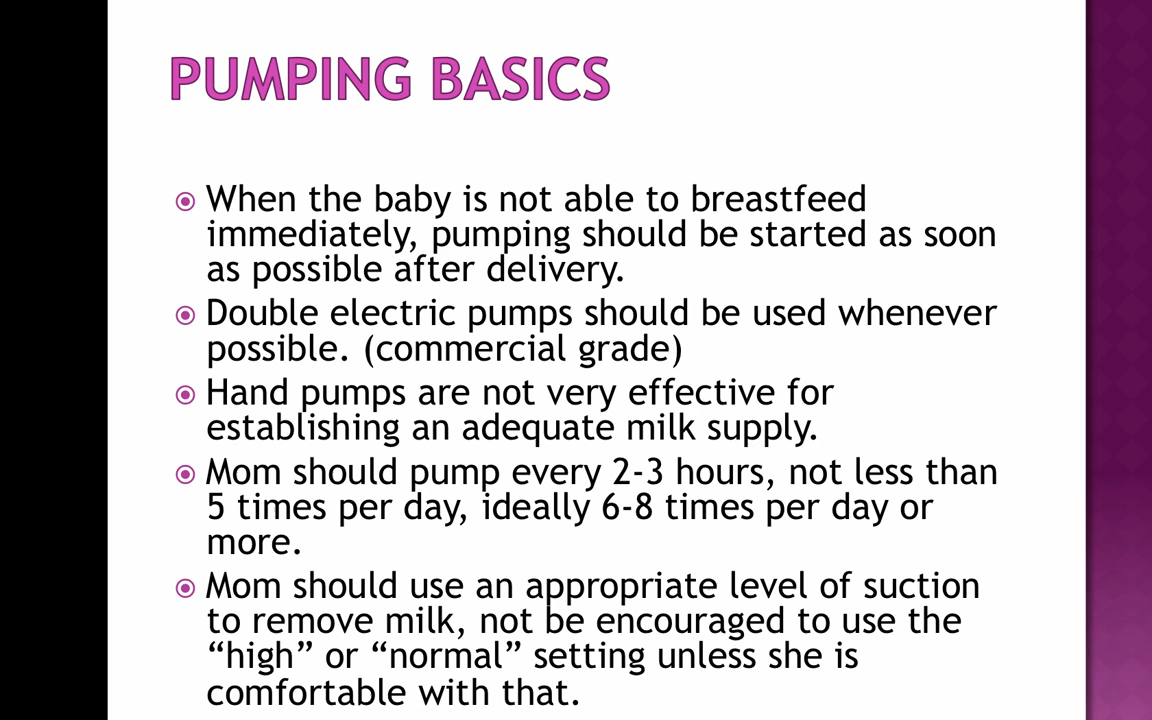 PUMPING BASICS
When the baby is not able to breastfeed
immediately, pumping should be started as soon
as possible after delivery.
Double electric pumps should be used whenever
possible. (commercial grade)
Hand pumps are not very effective for
establishing an adequate milk supply.
Mom should pump every 2-3 hours, not less than
5 times per day, ideally 6-8 times per day or
more.
Mom should use an appropriate level of suction
to remove milk, not be encouraged to use the
“high” or “normal” setting unless she is
comfortable with that.